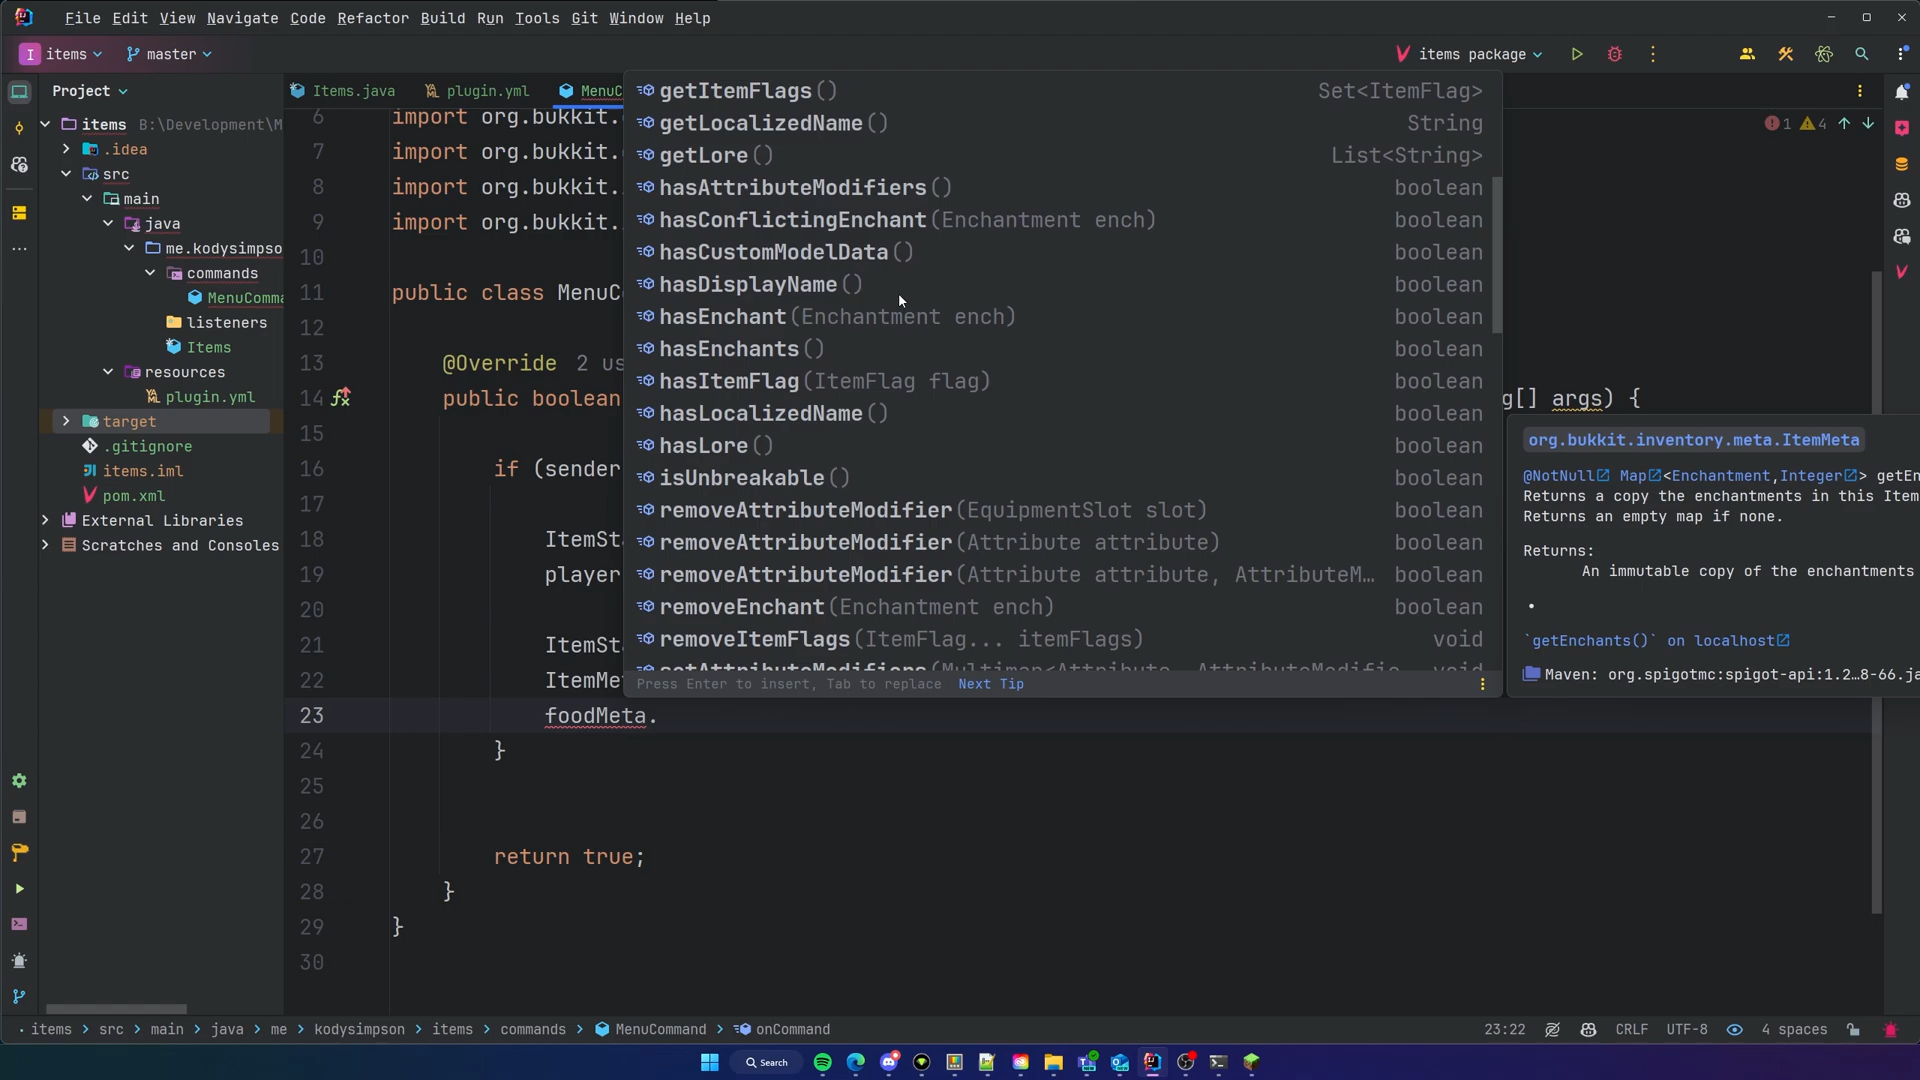 File Edit View Navigate Code Refactor Build Run Tools Git Window Help
I items master items package
Project
Items.java plugin.yml MenuC
items B:\Development\M
.idea
src
main
java
me.kodysimpso
commands
MenuComma
listeners
Items
resources
plugin.yml
target
.gitignore
items.iml
pom.xml
External Libraries
Scratches and Consoles
1 4
6 import org.bukkit.
7 import org.bukkit.
8 import org.bukkit.
9 import org.bukkit.
10
11 public class MenuC
12
13 @Override 2 us
14 public boolean g[] args) {
15
16 if (sender
17
18 ItemSta
19 player
20
21 ItemSta
22 ItemMe
23 foodMeta.
24 }
25
26
27 return true;
28 }
29 }
30
getItemFlags() Set<ItemFlag>
getLocalizedName() String
getLore() List<String>
hasAttributeModifiers() boolean
hasConflictingEnchant(Enchantment ench) boolean
hasCustomModelData() boolean
hasDisplayName() boolean
hasEnchant(Enchantment ench) boolean
hasEnchants() boolean
hasItemFlag(ItemFlag flag) boolean
hasLocalizedName() boolean
hasLore() boolean
isUnbreakable() boolean
removeAttributeModifier(EquipmentSlot slot) boolean
removeAttributeModifier(Attribute attribute) boolean
removeAttributeModifier(Attribute attribute, AttributeM… boolean
removeEnchant(Enchantment ench) boolean
removeItemFlags(ItemFlag... itemFlags) void
setAttributeModifiers(Multimap<Attribute, AttributeModifie void
Press Enter to insert, Tab to replace Next Tip
org.bukkit.inventory.meta.ItemMeta
@NotNull Map<Enchantment,Integer> getEn
Returns a copy the enchantments in this Item
Returns an empty map if none.
Returns:
An immutable copy of the enchantments
•
`getEnchants()` on localhost
Maven: org.spigotmc:spigot-api:1.2…8-66.ja
items > src > main > java > me > kodysimpson > items > commands > MenuCommand > onCommand
23:22 CRLF UTF-8 4 spaces
Search